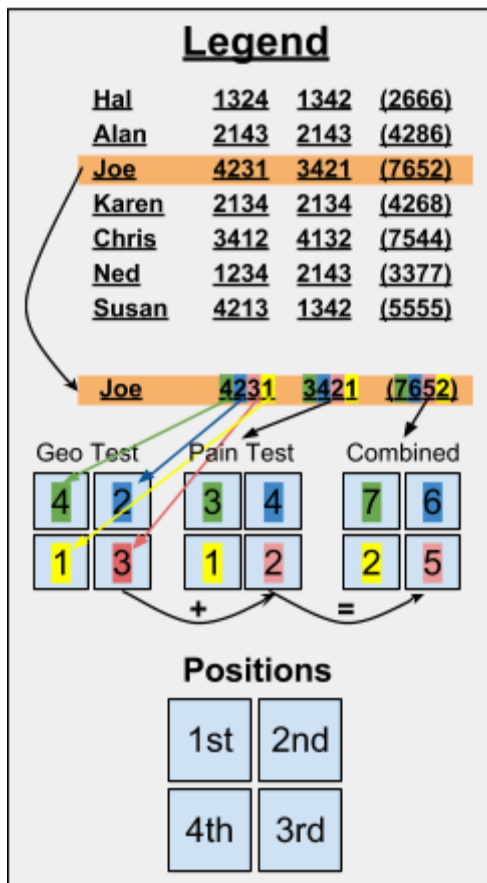 Legend
Hal 1324 1342 (2666)
Alan 2143 2143 (4286)
Joe 4231 3421 (7652)
Karen 2134 2134 (4268)
Chris 3412 4132 (7544)
Ned 1234 2143 (3377)
Susan 4213 1342 (5555)
Joe 4231 3421 (7652)
Geo Test Pain Test Combined
4 2 3 4 7 6
1 3 1 2 2 5
+ =
Positions
1st 2nd
4th 3rd